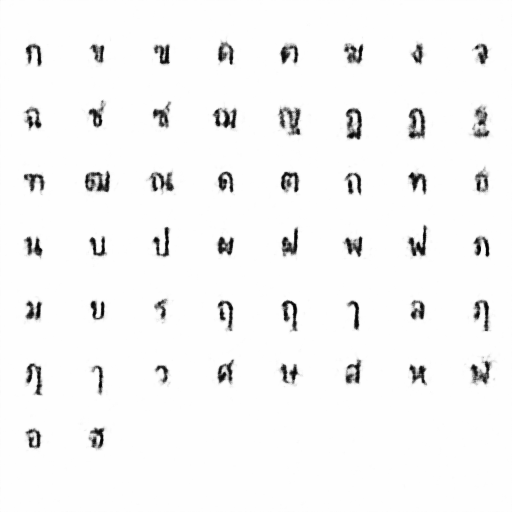 ก ข ฃ ค ฅ ฆ ง จ
ฉ ช ซ ฌ ญ ฎ ฏ ฐ
ฑ ฒ ณ ด ต ถ ท ธ
น บ ป ผ ฝ พ ฟ ภ
ม ย ร ฤ ฤ ๅ ล ฦ
ฦ ๅ ว ศ ษ ส ห ฬ
อ ฮ